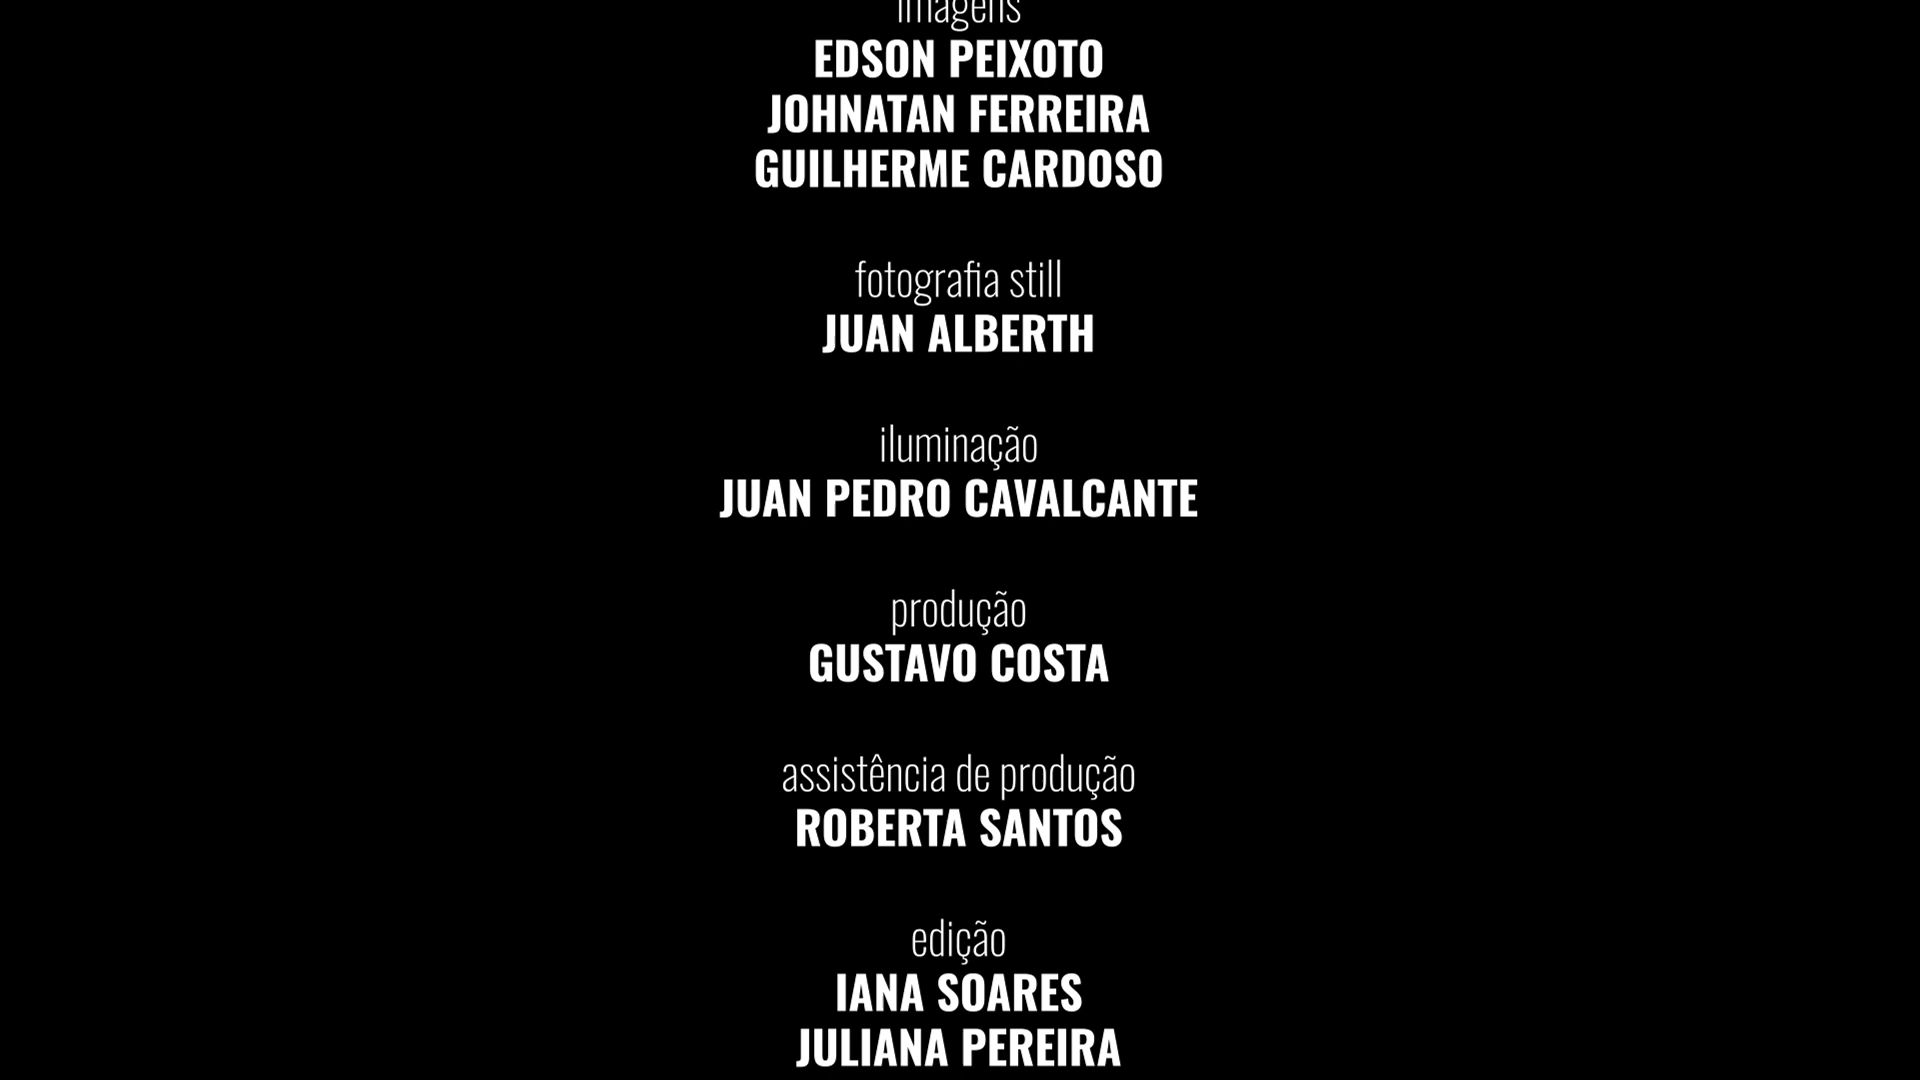 imagens
EDSON PEIXOTO
JOHNATAN FERREIRA
GUILHERME CARDOSO
fotografia still
JUAN ALBERTH
iluminação
JUAN PEDRO CAVALCANTE
produção
GUSTAVO COSTA
assistência de produção
ROBERTA SANTOS
edição
IANA SOARES
JULIANA PEREIRA